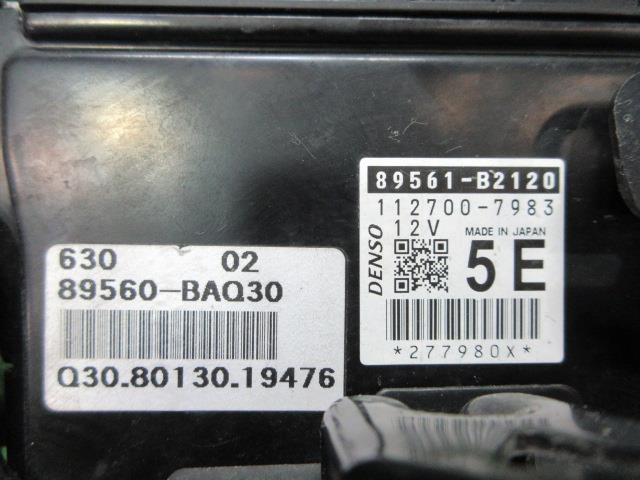 630 02
89560-BAQ30
Q30.80130.19476
89561-B2120
112700-7983
DENSO
12V MADE IN JAPAN
5E
*277980X*